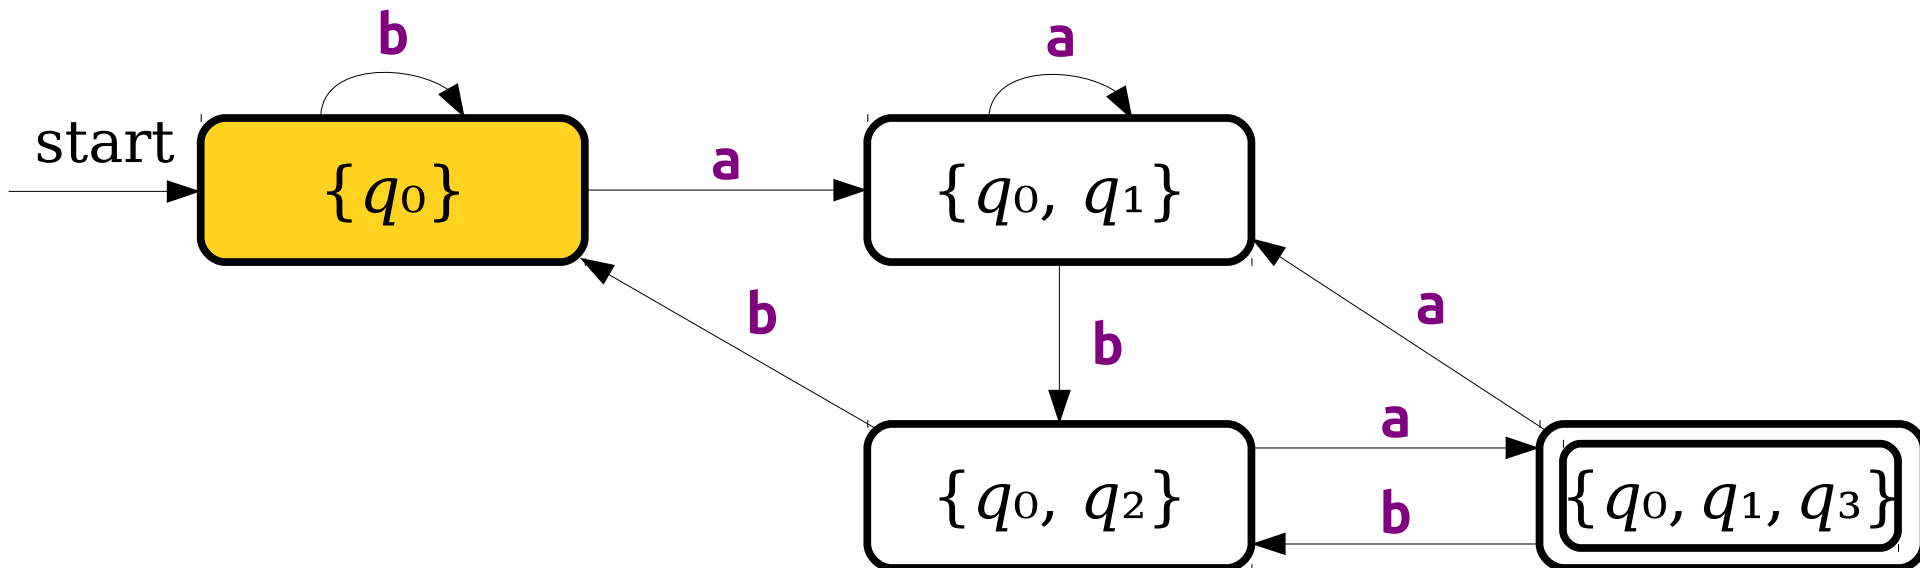 b
a
start
{q₀}
a
{q₀, q₁}
b
b
a
{q₀, q₂}
a
b
{q₀, q₁, q₃}